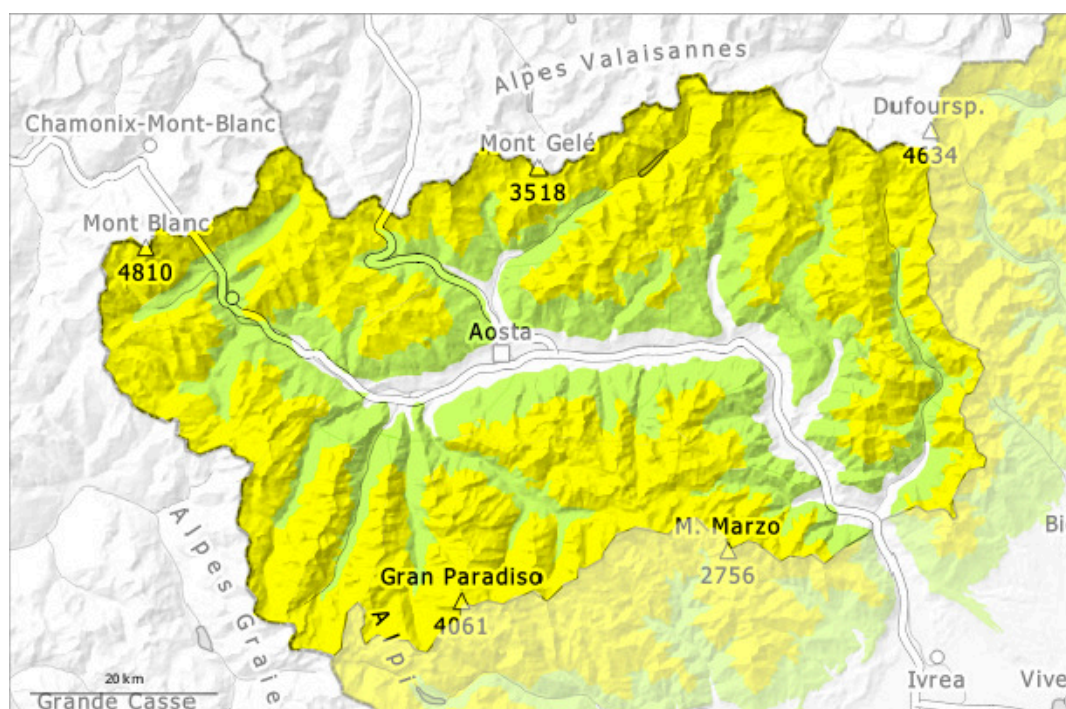 Alpes Valaisannes
Dufoursp.
4634
Chamonix-Mont-Blanc
Mont Gelé
3518
Mont Blanc
4810
Aosta
M. Marzo
2756
Gran Paradiso
4061
Alpi
Alpes Graie
20 km
Grande Casse
Ivrea
Vive
Bi